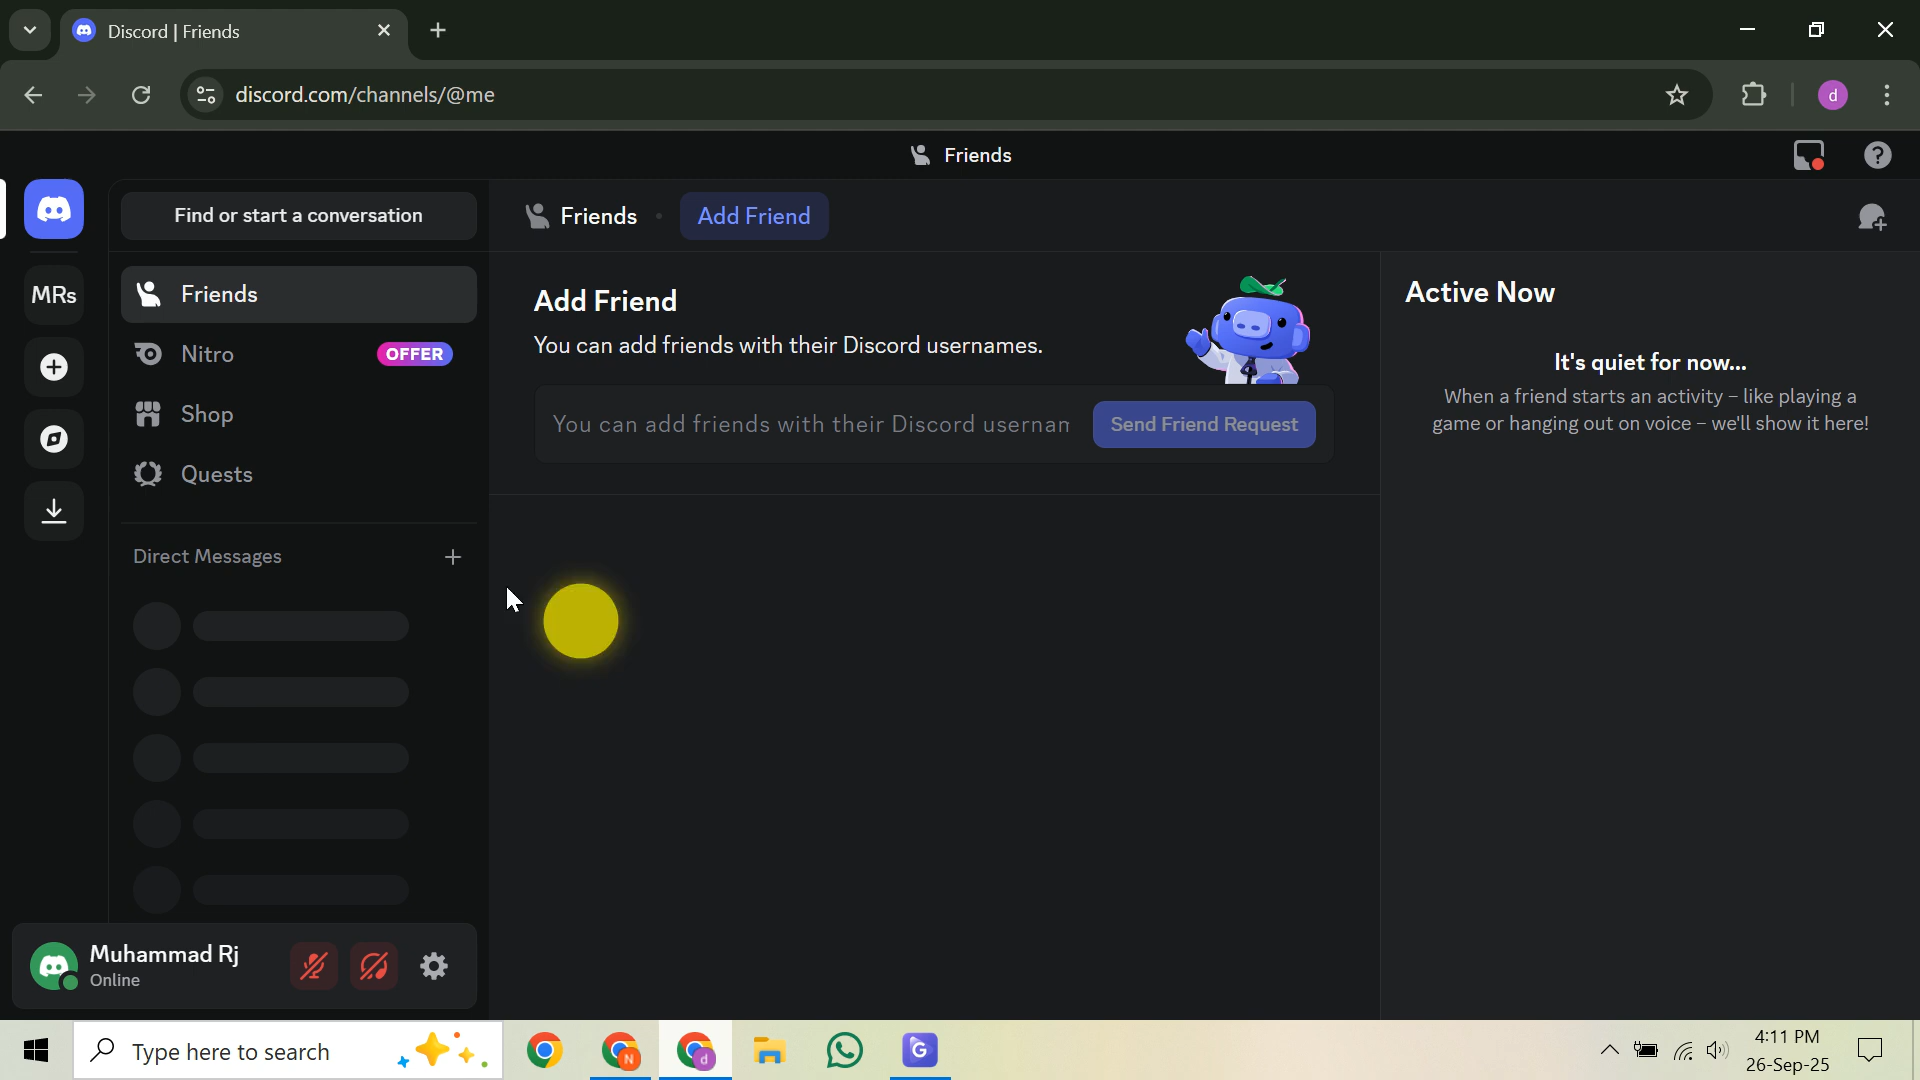 Discord | Friends
discord.com/channels/@me
d
Friends
MRs
Find or start a conversation
Friends
Nitro
OFFER
Shop
Quests
Direct Messages
Friends
Add Friend
Add Friend
You can add friends with their Discord usernames.
You can add friends with their Discord usernan
Send Friend Request
Active Now
It's quiet for now...
When a friend starts an activity – like playing a
game or hanging out on voice – we'll show it here!
Muhammad Rj
Online
Type here to search
N
d
G
4:11 PM
26-Sep-25